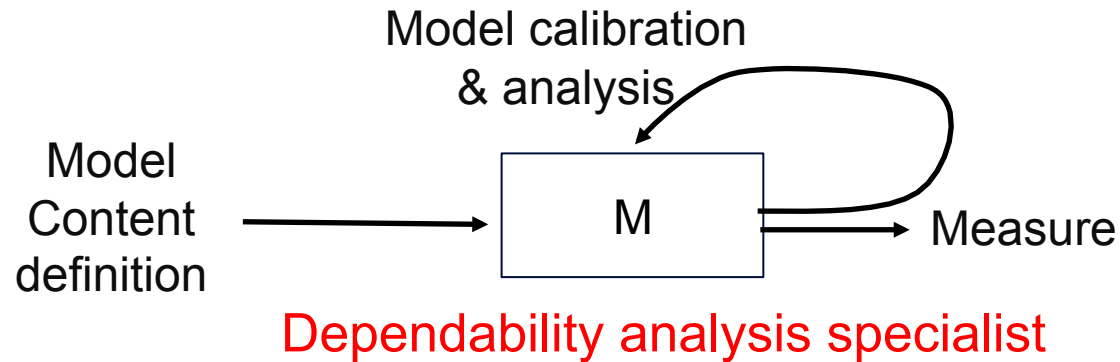 Model calibration
& analysis
Model
Content
definition
M
Measure
Dependability analysis specialist